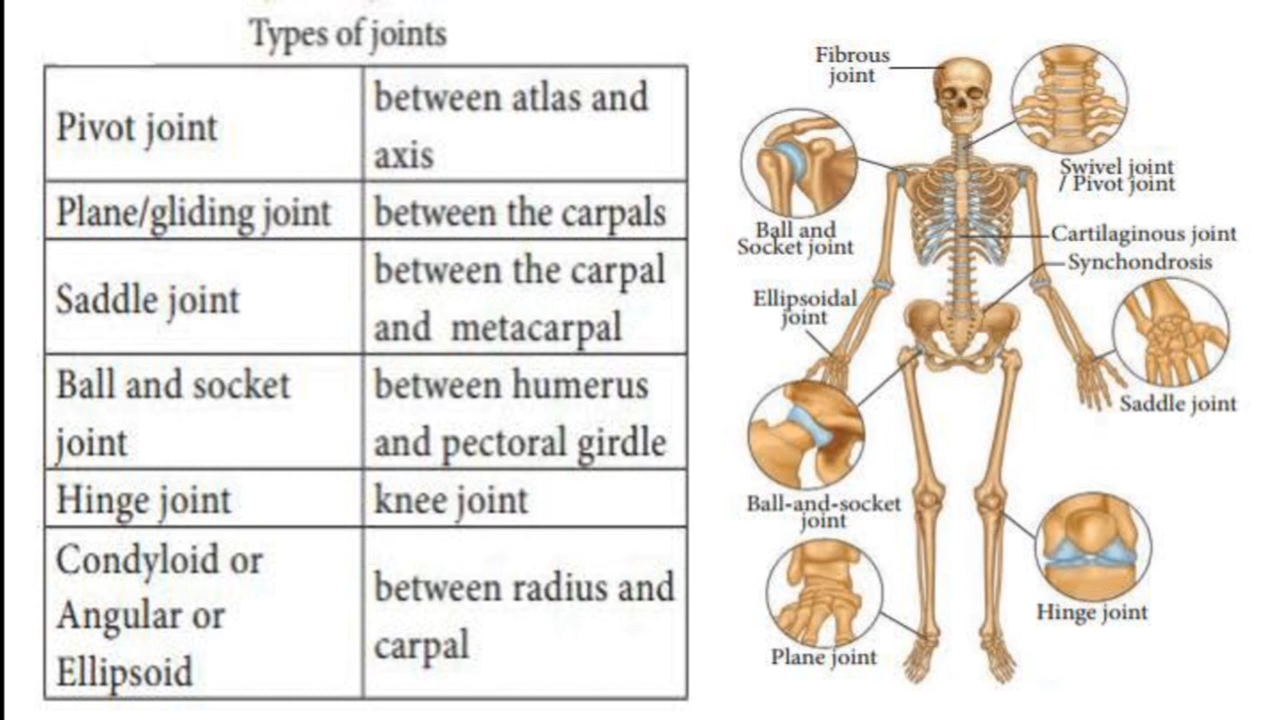 Types of joints
Pivot joint
between atlas and
axis
Plane/gliding joint
between the carpals
Saddle joint
between the carpal
and metacarpal
Ball and socket
joint
between humerus
and pectoral girdle
Hinge joint
knee joint
Condyloid or
Angular or
Ellipsoid
between radius and
carpal
Fibrous
joint
Swivel joint
/ Pivot joint
Ball and
Socket joint
Cartilaginous joint
Synchondrosis
Ellipsoidal
joint
Saddle joint
Ball-and-socket
joint
Hinge joint
Plane joint